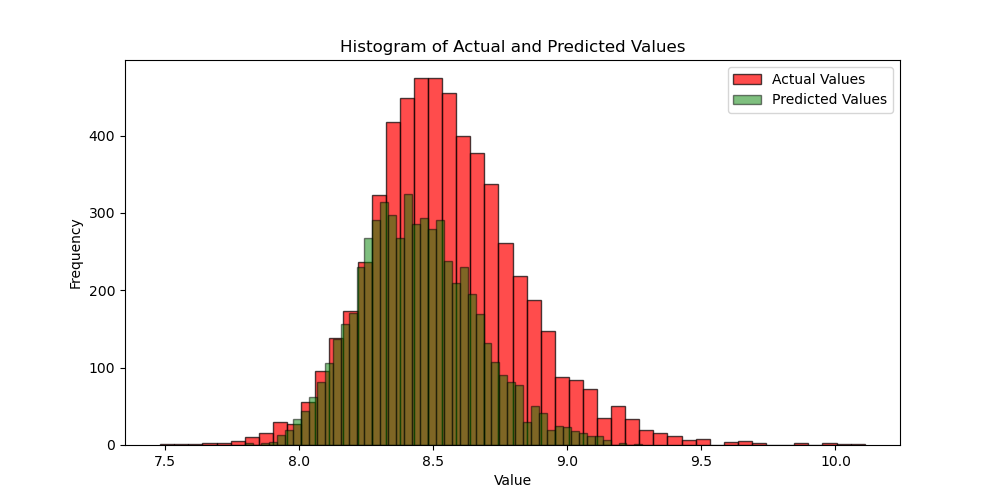 Histogram of Actual and Predicted Values
Actual Values
Predicted Values
Frequency
400
300
200
100
0
7.5 8.0 8.5 9.0 9.5 10.0
Value